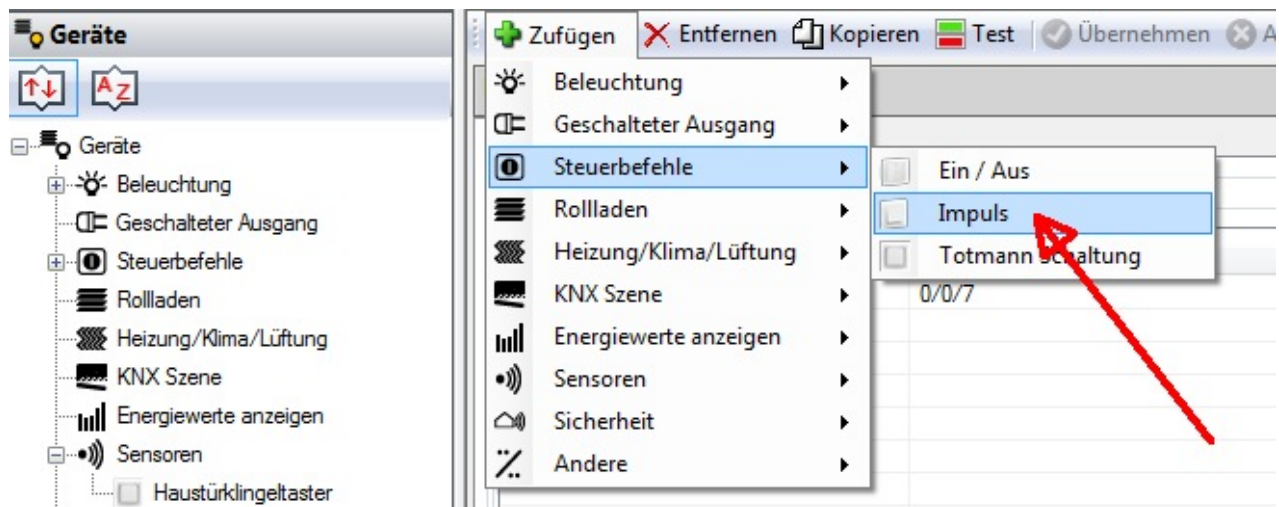 Geräte
Zufügen Entfernen Kopieren Test Übernehmen A
AZ
Geräte
Beleuchtung
Geschalteter Ausgang
Steuerbefehle
Rollladen
Heizung/Klima/Lüftung
KNX Szene
Energiewerte anzeigen
Sensoren
Haustürklingeltaster
Beleuchtung
Geschalteter Ausgang
Steuerbefehle
Rollladen
Heizung/Klima/Lüftung
KNX Szene
Energiewerte anzeigen
Sensoren
Sicherheit
Andere
Ein / Aus
Impuls
Totmann Schaltung
0/0/7